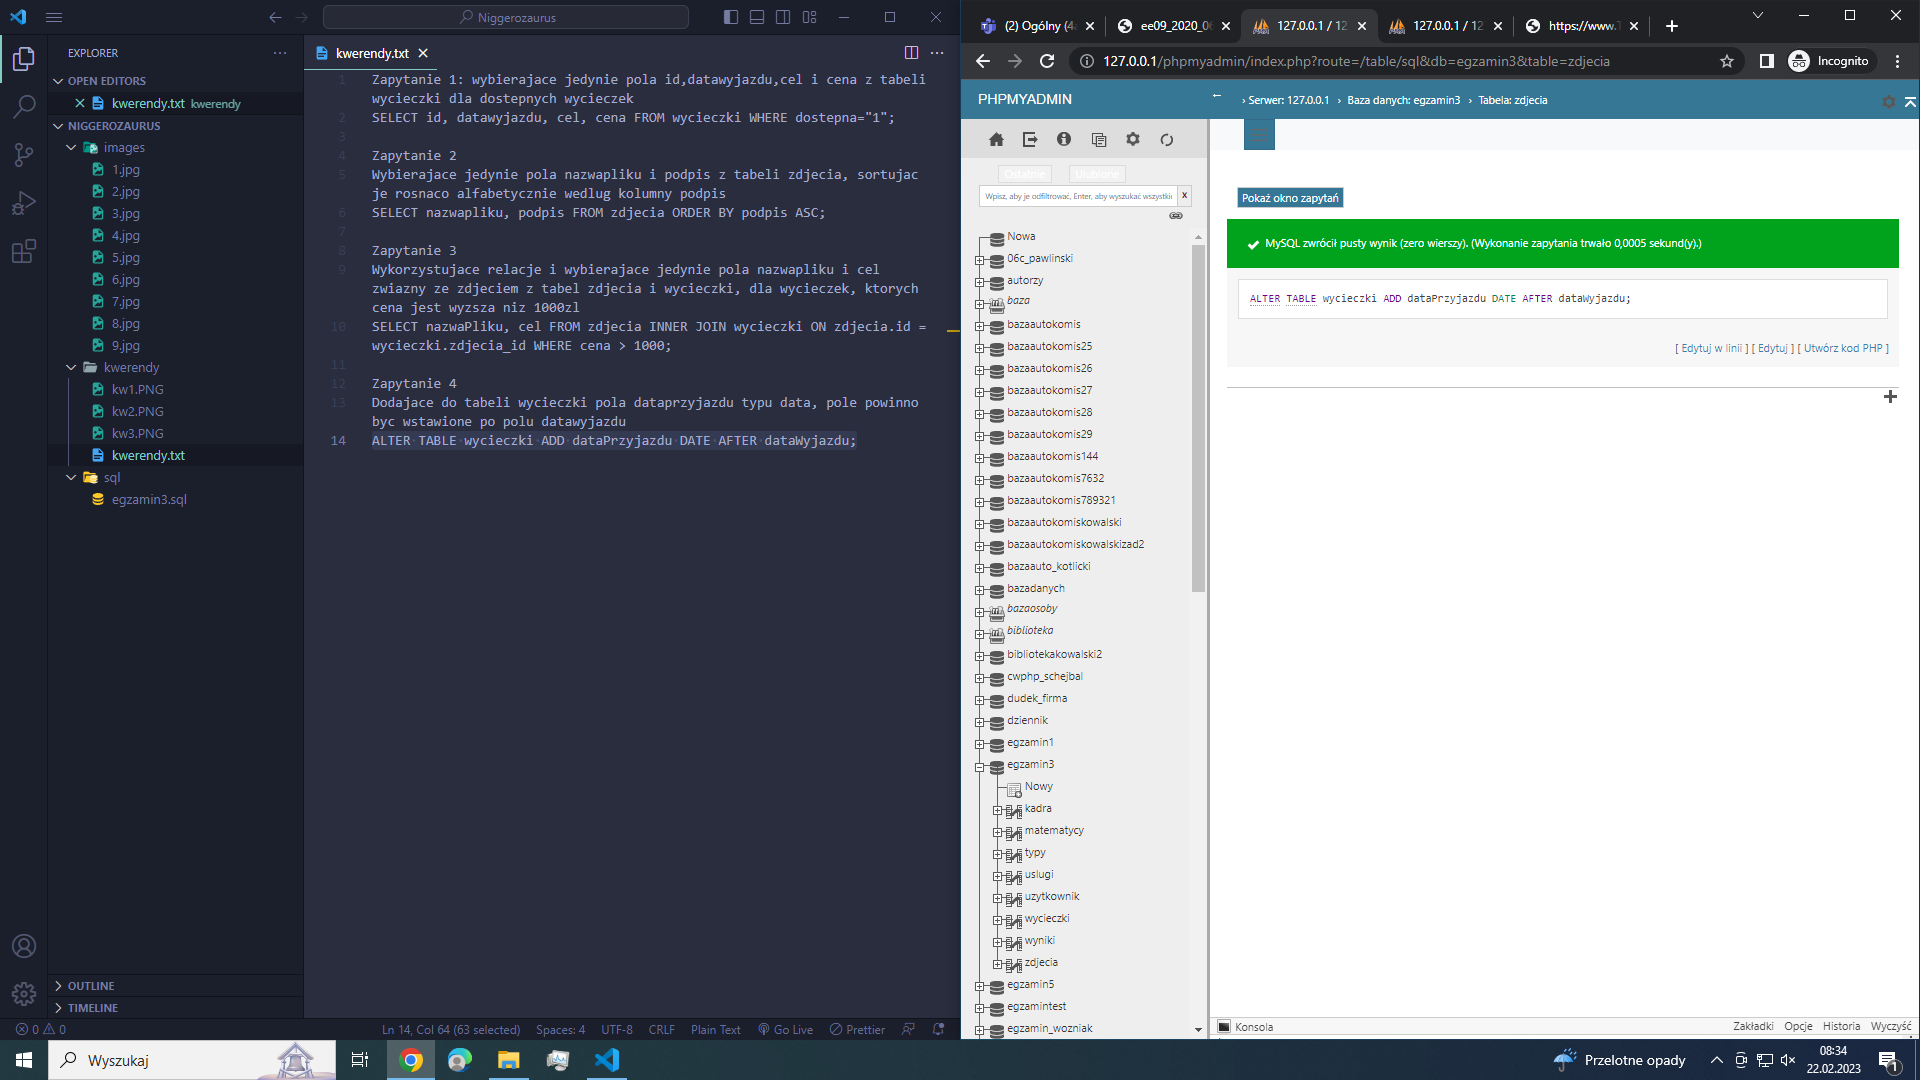 Niggerozaurus
EXPLORER
OPEN EDITORS
kwerendy.txt kwerendy
NIGGEROZAURUS
images
1.jpg
2.jpg
3.jpg
4.jpg
5.jpg
6.jpg
7.jpg
8.jpg
9.jpg
kwerendy
kw1.PNG
kw2.PNG
kw3.PNG
kwerendy.txt
sql
egzamin3.sql
OUTLINE
TIMELINE
kwerendy.txt
1 Zapytanie 1: wybierajace jedynie pola id,datawyjazdu,cel i cena z tabeli
wycieczki dla dostepnych wycieczek
2 SELECT id, datawyjazdu, cel, cena FROM wycieczki WHERE dostepna="1";
3
4 Zapytanie 2
5 Wybierajace jedynie pola nazwapliku i podpis z tabeli zdjecia, sortujac
je rosnaco alfabetycznie wedlug kolumny podpis
6 SELECT nazwapliku, podpis FROM zdjecia ORDER BY podpis ASC;
7
8 Zapytanie 3
9 Wykorzystujace relacje i wybierajace jedynie pola nazwapliku i cel
zwiazny ze zdjeciem z tabel zdjecia i wycieczki, dla wycieczek, ktorych
cena jest wyzsza niz 1000zl
10 SELECT nazwaPliku, cel FROM zdjecia INNER JOIN wycieczki ON zdjecia.id =
wycieczki.zdjecia_id WHERE cena > 1000;
11
12 Zapytanie 4
13 Dodajace do tabeli wycieczki pola dataprzyjazdu typu data, pole powinno
byc wstawione po polu datawyjazdu
14 ALTER TABLE wycieczki ADD dataPrzyjazdu DATE AFTER dataWyjazdu;
0 0
Ln 14, Col 64 (63 selected) Spaces: 4 UTF-8 CRLF Plain Text Go Live Prettier
(2) Ogólny (4
ee09_2020_0
127.0.0.1 / 12
127.0.0.1 / 12
https://www.
127.0.0.1/phpmyadmin/index.php?route=/table/sql&db=egzamin3&table=zdjecia
Incognito
PHPMYADMIN
› Serwer: 127.0.0.1 › Baza danych: egzamin3 › Tabela: zdjecia
Ostatnie Ulubione
Wpisz, aby je odfiltrować, Enter, aby wyszukać wszystkie X
Nowa
06c_pawlinski
autorzy
baza
bazaautokomis
bazaautokomis25
bazaautokomis26
bazaautokomis27
bazaautokomis28
bazaautokomis29
bazaautokomis144
bazaautokomis7632
bazaautokomis789321
bazaautokomiskowalski
bazaautokomiskowalskizad2
bazaauto_kotlicki
bazadanych
bazaosoby
biblioteka
bibliotekakowalski2
cwphp_schejbal
dudek_firma
dziennik
egzamin1
egzamin3
Nowy
kadra
matematycy
typy
uslugi
uzytkownik
wycieczki
wyniki
zdjecia
egzamin5
egzamintest
egzamin_wozniak
Pokaż okno zapytań
MySQL zwrócił pusty wynik (zero wierszy). (Wykonanie zapytania trwało 0,0005 sekund(y).)
ALTER TABLE wycieczki ADD dataPrzyjazdu DATE AFTER dataWyjazdu;
[ Edytuj w linii ] [ Edytuj ] [ Utwórz kod PHP ]
Konsola
Zakładki Opcje Historia Wyczyść
Wyszukaj
Przelotne opady
08:34
22.02.2023
1